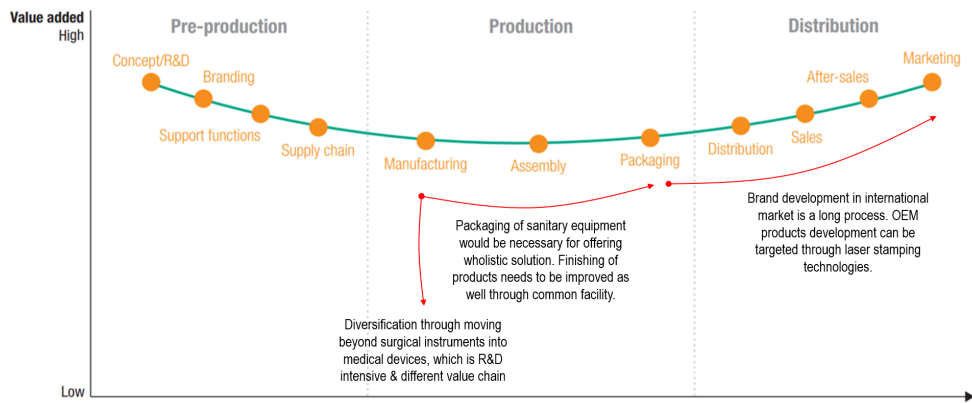 Value added
High
Pre-production
Production
Distribution
Concept/R&D
Branding
Support functions
Supply chain
Manufacturing
Assembly
Packaging
Distribution
Sales
After-sales
Marketing
Packaging of sanitary equipment
would be necessary for offering
wholistic solution. Finishing of
products needs to be improved as
well through common facility.
Brand development in international
market is a long process. OEM
products development can be
targeted through laser stamping
technologies.
Diversification through moving
beyond surgical instruments into
medical devices, which is R&D
intensive & different value chain
Low